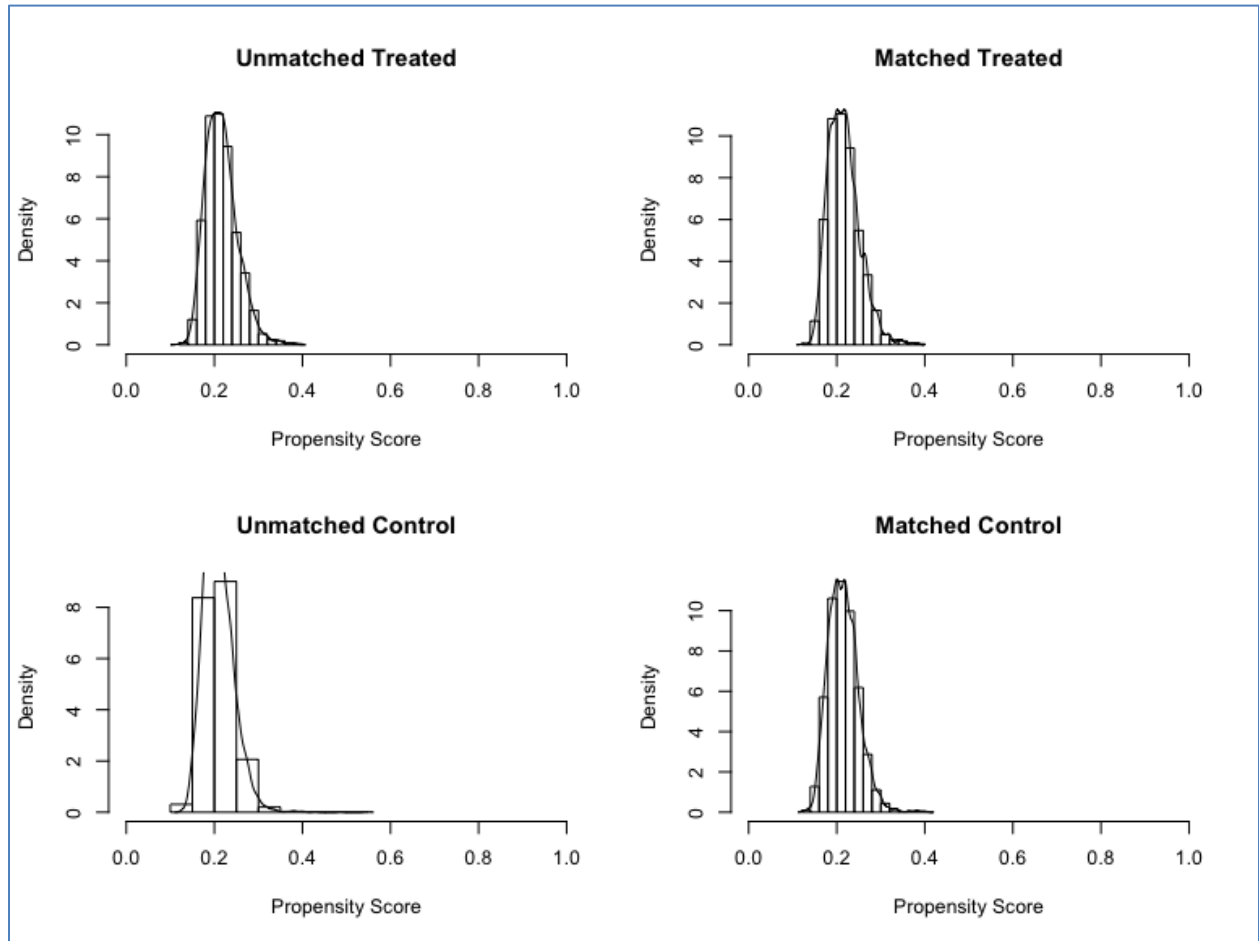 Unmatched Treated
Density
0 2 4 6 8 10
0.0 0.2 0.4 0.6 0.8 1.0
Propensity Score
Matched Treated
Density
0 2 4 6 8 10
0.0 0.2 0.4 0.6 0.8 1.0
Propensity Score
Unmatched Control
Density
0 2 4 6 8
0.0 0.2 0.4 0.6 0.8 1.0
Propensity Score
Matched Control
Density
0 2 4 6 8 10
0.0 0.2 0.4 0.6 0.8 1.0
Propensity Score